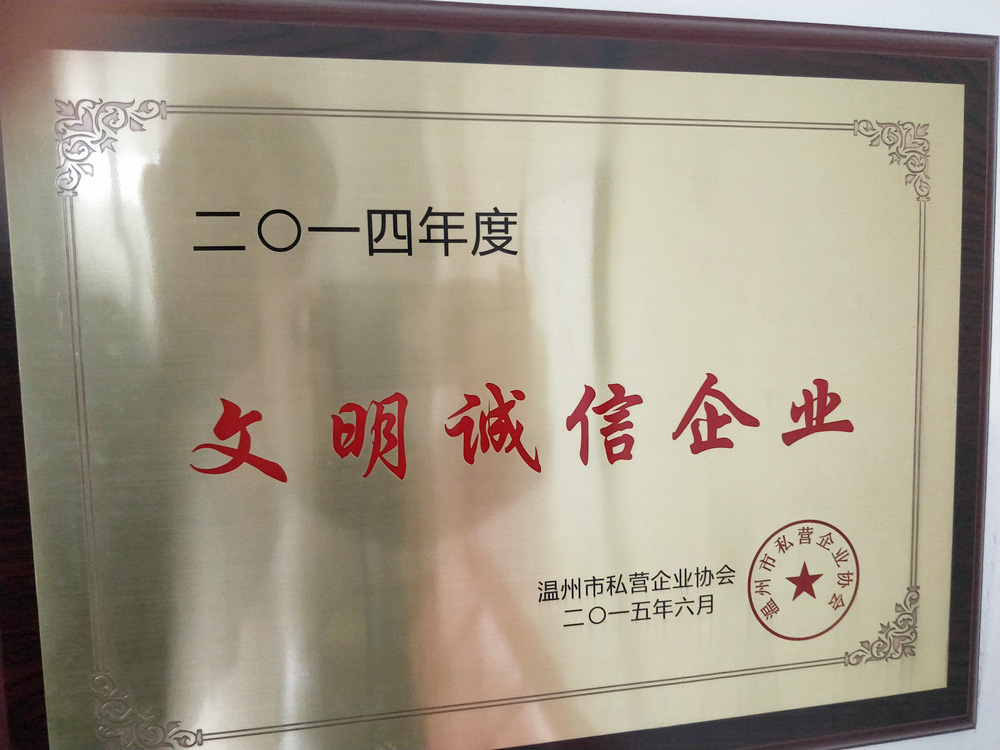 二〇一四年度
文明诚信企业
温州市私营企业协会
二〇一五年六月
温州市私营企业协会